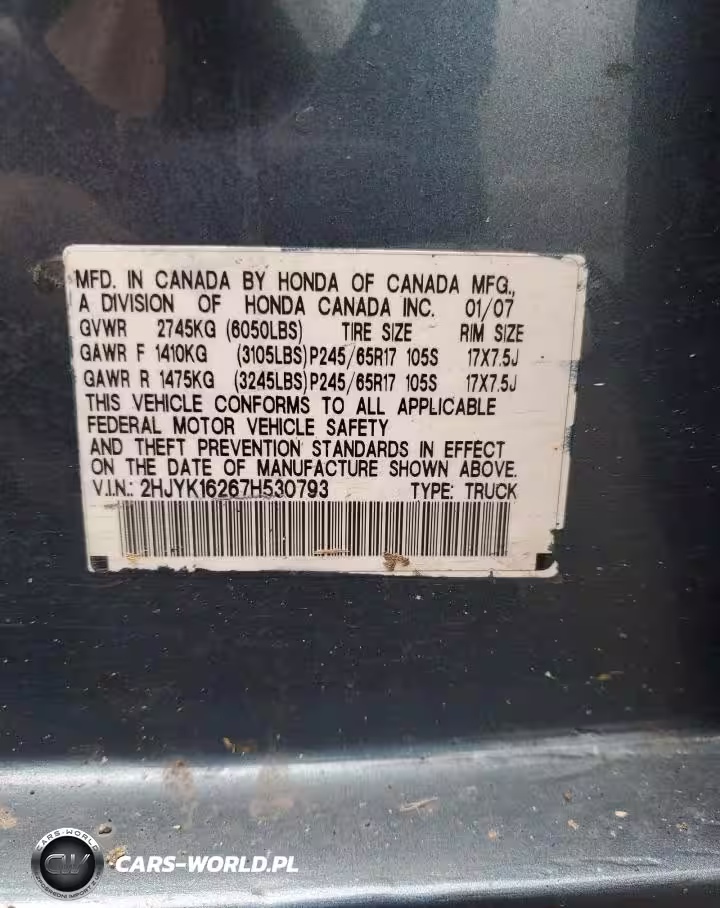 MFD. IN CANADA BY HONDA OF CANADA MFG.,
A DIVISION OF HONDA CANADA INC. 01/07
GVWR 2745KG (6050LBS) TIRE SIZE RIM SIZE
GAWR F 1410KG (3105LBS) P245/65R17 105S 17X7.5J
GAWR R 1475KG (3245LBS) P245/65R17 105S 17X7.5J
THIS VEHICLE CONFORMS TO ALL APPLICABLE
FEDERAL MOTOR VEHICLE SAFETY
AND THEFT PREVENTION STANDARDS IN EFFECT
ON THE DATE OF MANUFACTURE SHOWN ABOVE.
V.I.N.: 2HJYK16267H530793 TYPE: TRUCK
CARS-WORLD
CW
CARS-WORLD.PL